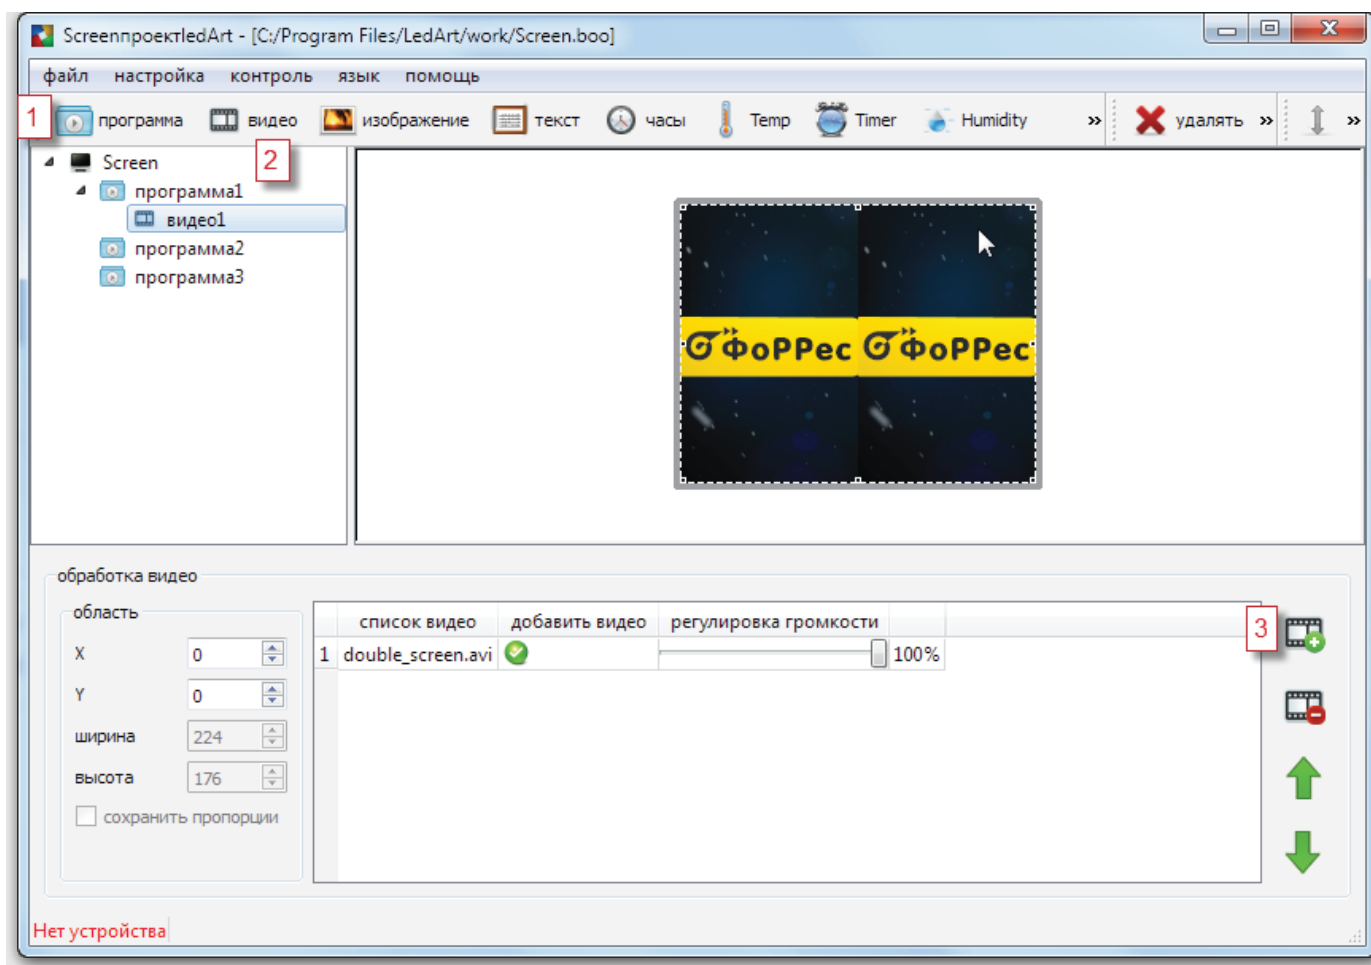 ScreenпроектledArt - [C:/Program Files/LedArt/work/Screen.boo]
файл настройка контроль язык помощь
1 программа видео изображение текст часы Temp Timer Humidity » удалять » »
Screen 2
программа1
видео1
программа2
программа3
ФоРРес ФоРРес
обработка видео
область
список видео добавить видео регулировка громкости 3
X 0 1 double_screen.avi 100%
Y 0
ширина 224
высота 176
сохранить пропорции
Нет устройства